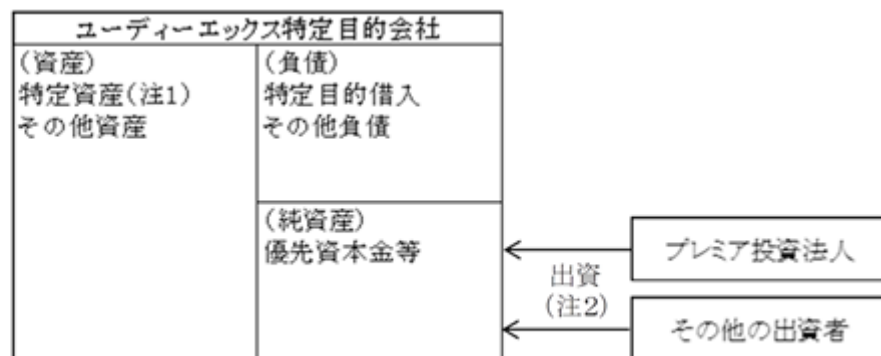 ユーディーエックス特定目的会社
(資産)
特定資産(注1)
その他資産
(負債)
特定目的借入
その他負債
(純資産)
優先資本金等
出資
(注2)
プレミア投資法人
その他の出資者